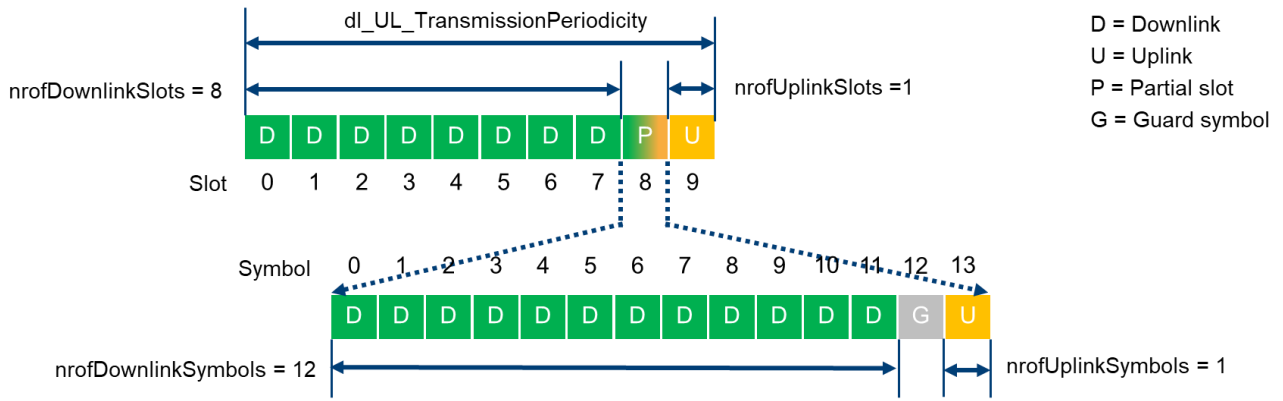 dl_UL_TransmissionPeriodicity
D = Downlink
U = Uplink
P = Partial slot
G = Guard symbol
nrofDownlinkSlots = 8
nrofUplinkSlots =1
D D D D D D D D P U
Slot 0 1 2 3 4 5 6 7 8 9
Symbol 0 1 2 3 4 5 6 7 8 9 10 11 12 13
D D D D D D D D D D D D G U
nrofDownlinkSymbols = 12
nrofUplinkSymbols = 1